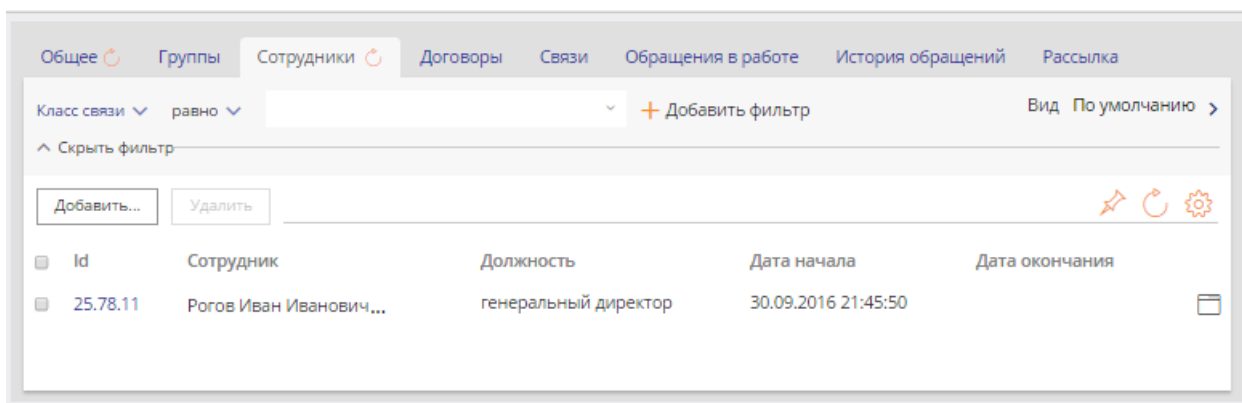 Общее Группы Сотрудники Договоры Связи Обращения в работе История обращений Рассылка
Класс связи равно Добавить фильтр Вид По умолчанию
Скрыть фильтр
Добавить... Удалить
Id Сотрудник Должность Дата начала Дата окончания
25.78.11 Рогов Иван Иванович... генеральный директор 30.09.2016 21:45:50